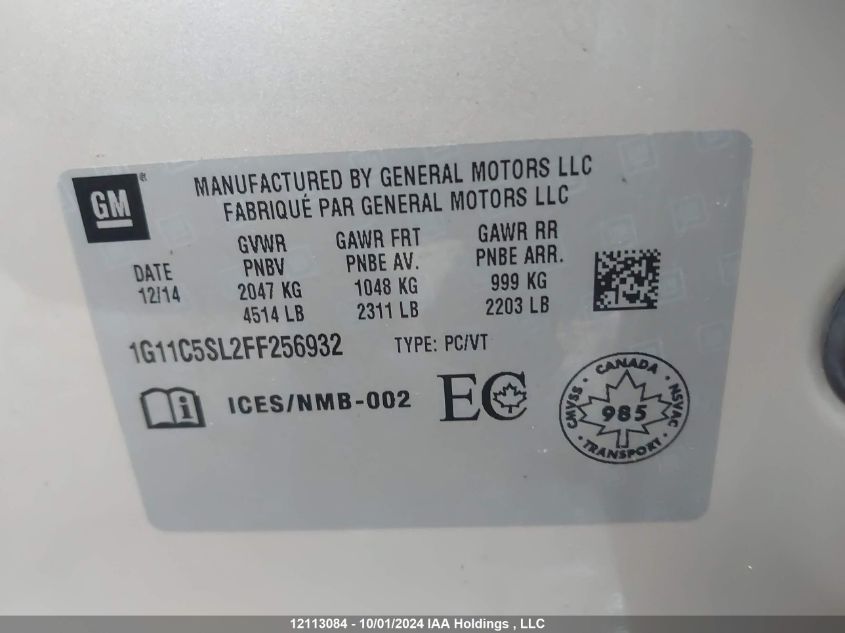 GM ®
MANUFACTURED BY GENERAL MOTORS LLC
FABRIQUÉ PAR GENERAL MOTORS LLC
DATE
12/14
GVWR
PNBV
2047 KG
4514 LB
GAWR FRT
PNBE AV.
1048 KG
2311 LB
GAWR RR
PNBE ARR.
999 KG
2203 LB
1G11C5SL2FF256932 TYPE: PC/VT
ICES/NMB-002 EC
CANADA
CMVSS 985 NSVAC
TRANSPORT
12113084 - 10/01/2024 IAA Holdings , LLC